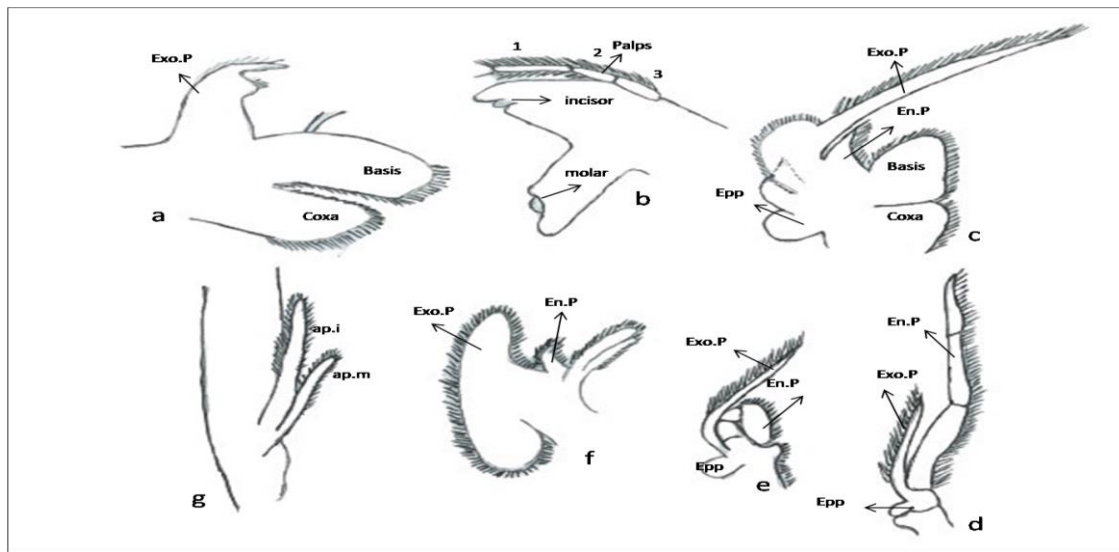 Exo.P
Basis
Coxa
a
1
2
Palps
3
incisor
molar
b
Exo.P
En.P
Basis
Epp
Coxa
c
ap.i
ap.m
g
Exo.P
En.P
f
Exo.P
En.P
Epp
e
En.P
Exo.P
Epp
d